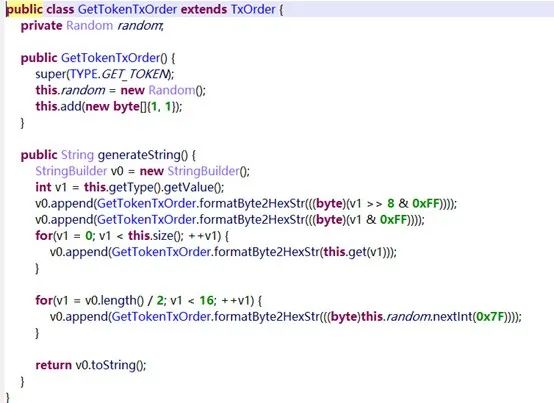 public class GetTokenTxOrder extends TxOrder {
private Random random;
public GetTokenTxOrder() {
super(TYPE.GET_TOKEN);
this.random = new Random();
this.add(new byte[]{1, 1});
}
public String generateString() {
StringBuilder v0 = new StringBuilder();
int v1 = this.getType().getValue();
v0.append(GetTokenTxOrder.formatByte2HexStr(((byte)(v1 >> 8 & 0xFF))));
v0.append(GetTokenTxOrder.formatByte2HexStr(((byte)(v1 & 0xFF))));
for(v1 = 0; v1 < this.size(); ++v1) {
v0.append(GetTokenTxOrder.formatByte2HexStr(this.get(v1)));
}
for(v1 = v0.length() / 2; v1 < 16; ++v1) {
v0.append(GetTokenTxOrder.formatByte2HexStr(((byte)this.random.nextInt(0x7F))));
}
return v0.toString();
}
}